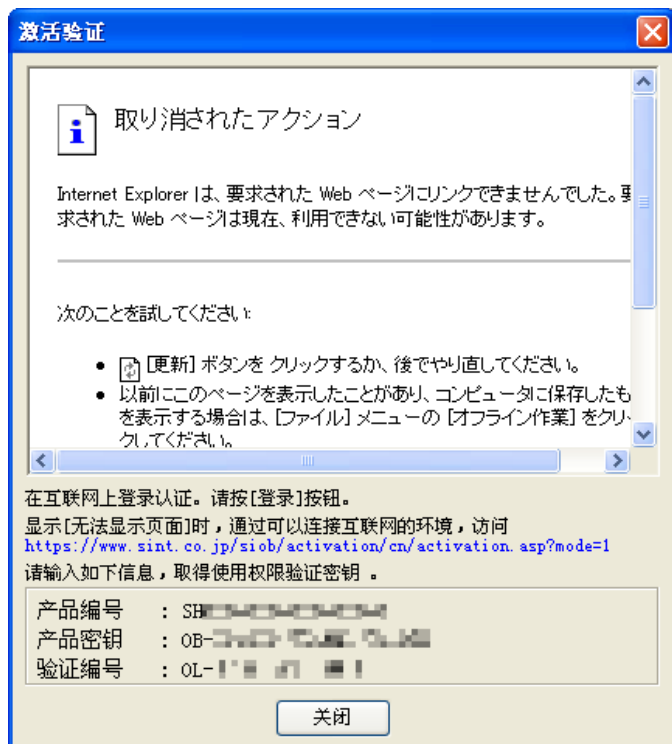 激活验证
取り消されたアクション
Internet Explorer は、要求された Web ページにリンクできませんでした。要
求された Web ページは現在、利用できない可能性があります。
次のことを試してください:
[更新] ボタンを クリックするか、後でやり直してください。
以前にこのページを表示したことがあり、コンピュータに保存したも
を表示する場合は、[ファイル] メニューの [オフライン作業] をクリッ
クしてください。
在互联网上登录认证。请按[登录]按钮。
显示[无法显示页面]时，通过可以连接互联网的环境，访问
https://www.sint.co.jp/siob/activation/cn/activation.asp?mode=1
请输入如下信息，取得使用权限验证密钥 。
产品编号 : SH
产品密钥 : OB-
验证编号 : OL-
关闭